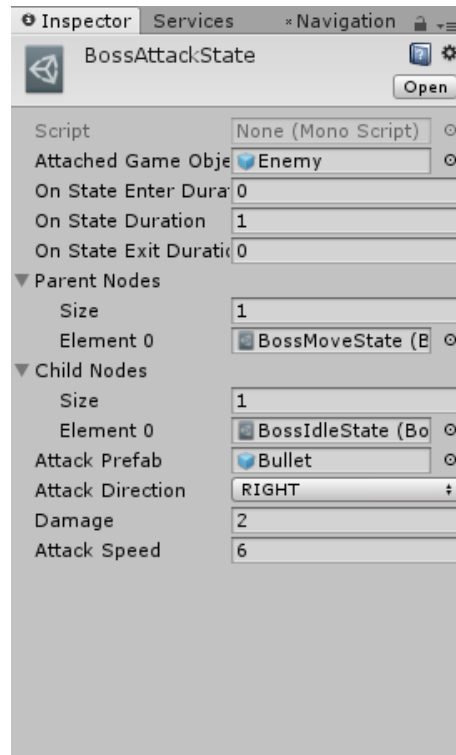 Inspector Services Navigation
BossAttackState
Open
Script None (Mono Script)
Attached Game Obje Enemy
On State Enter Dura 0
On State Duration 1
On State Exit Duratio 0
Parent Nodes
Size 1
Element 0 BossMoveState (B
Child Nodes
Size 1
Element 0 BossIdleState (Bo
Attack Prefab Bullet
Attack Direction RIGHT
Damage 2
Attack Speed 6